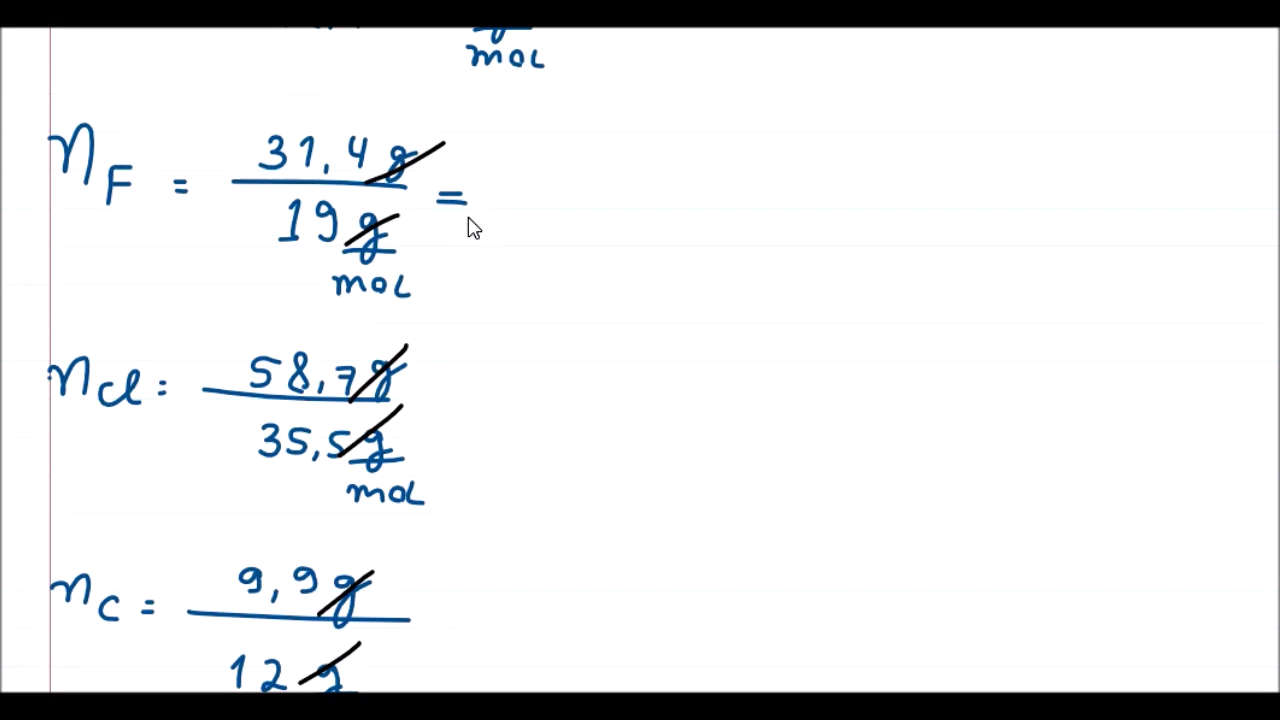 mol
n_F = 31,4 g / 19 g/mol =
n_Cl = 58,7 g / 35,5 g/mol
n_C = 9,9 g / 12 g